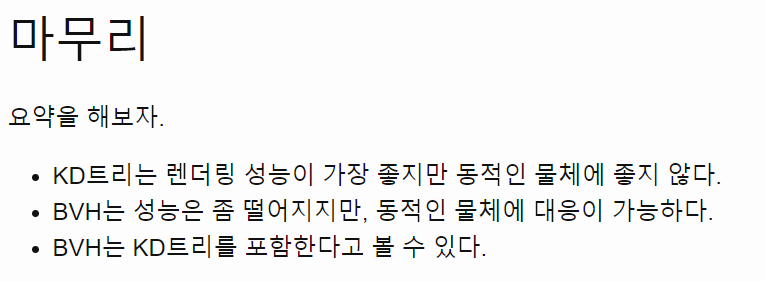 마무리
요약을 해보자.
• KD트리는 렌더링 성능이 가장 좋지만 동적인 물체에 좋지 않다.
• BVH는 성능은 좀 떨어지지만, 동적인 물체에 대응이 가능하다.
• BVH는 KD트리를 포함한다고 볼 수 있다.